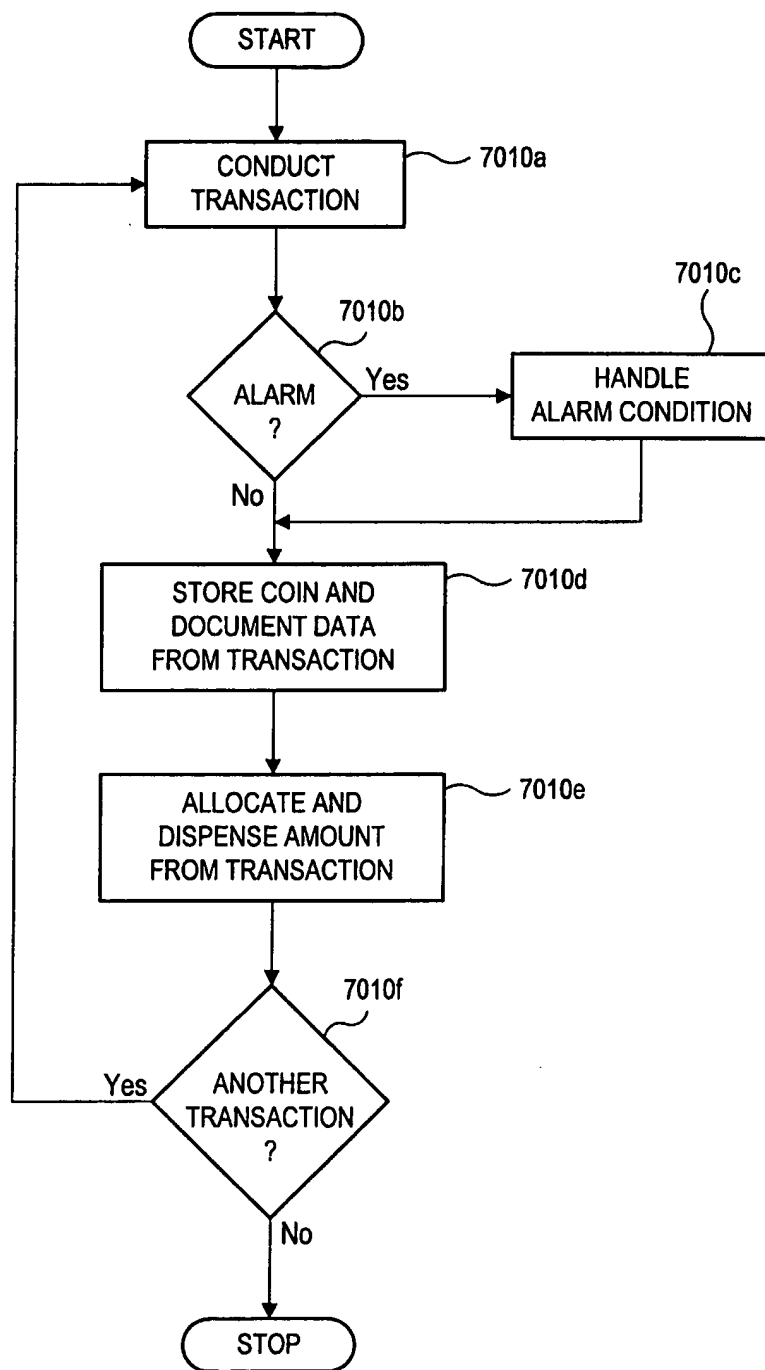 START
CONDUCT
TRANSACTION
7010a
7010b
ALARM
?
Yes
No
7010c
HANDLE
ALARM CONDITION
STORE COIN AND
DOCUMENT DATA
FROM TRANSACTION
7010d
ALLOCATE AND
DISPENSE AMOUNT
FROM TRANSACTION
7010e
7010f
ANOTHER
TRANSACTION
?
Yes
No
STOP